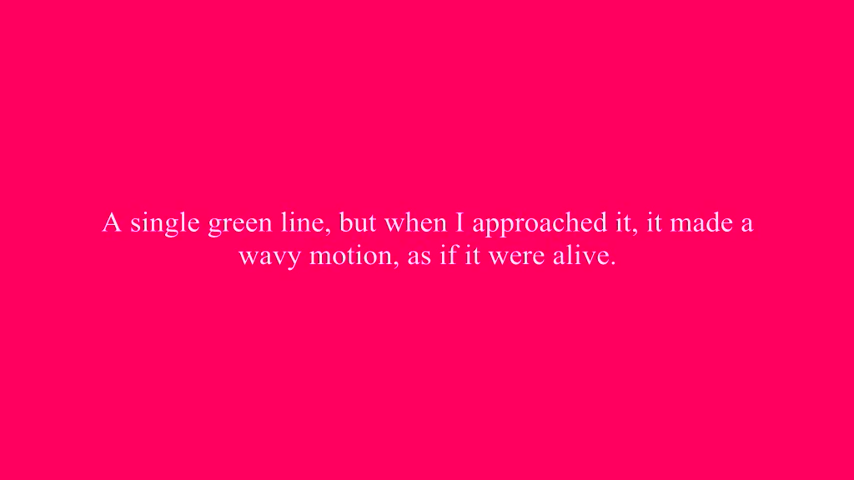 A single green line, but when I approached it, it made a
wavy motion, as if it were alive.